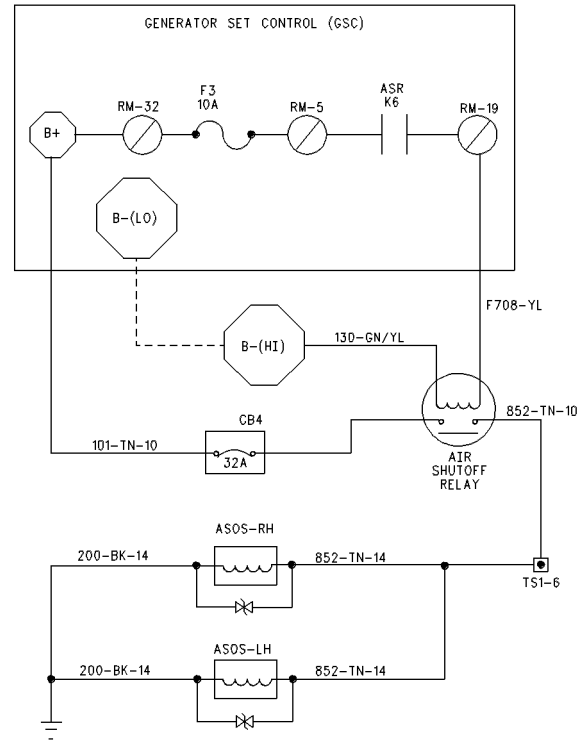 GENERATOR SET CONTROL (GSC)
F3
10A
ASR
K6
RM-32
RM-5
RM-19
B+
B-(LO)
F708-YL
B-(HI)
130-GN/YL
CB4
852-TN-10
101-TN-10
32A
AIR
SHUTOFF
RELAY
ASOS-RH
200-BK-14
852-TN-14
TS1-6
ASOS-LH
200-BK-14
852-TN-14